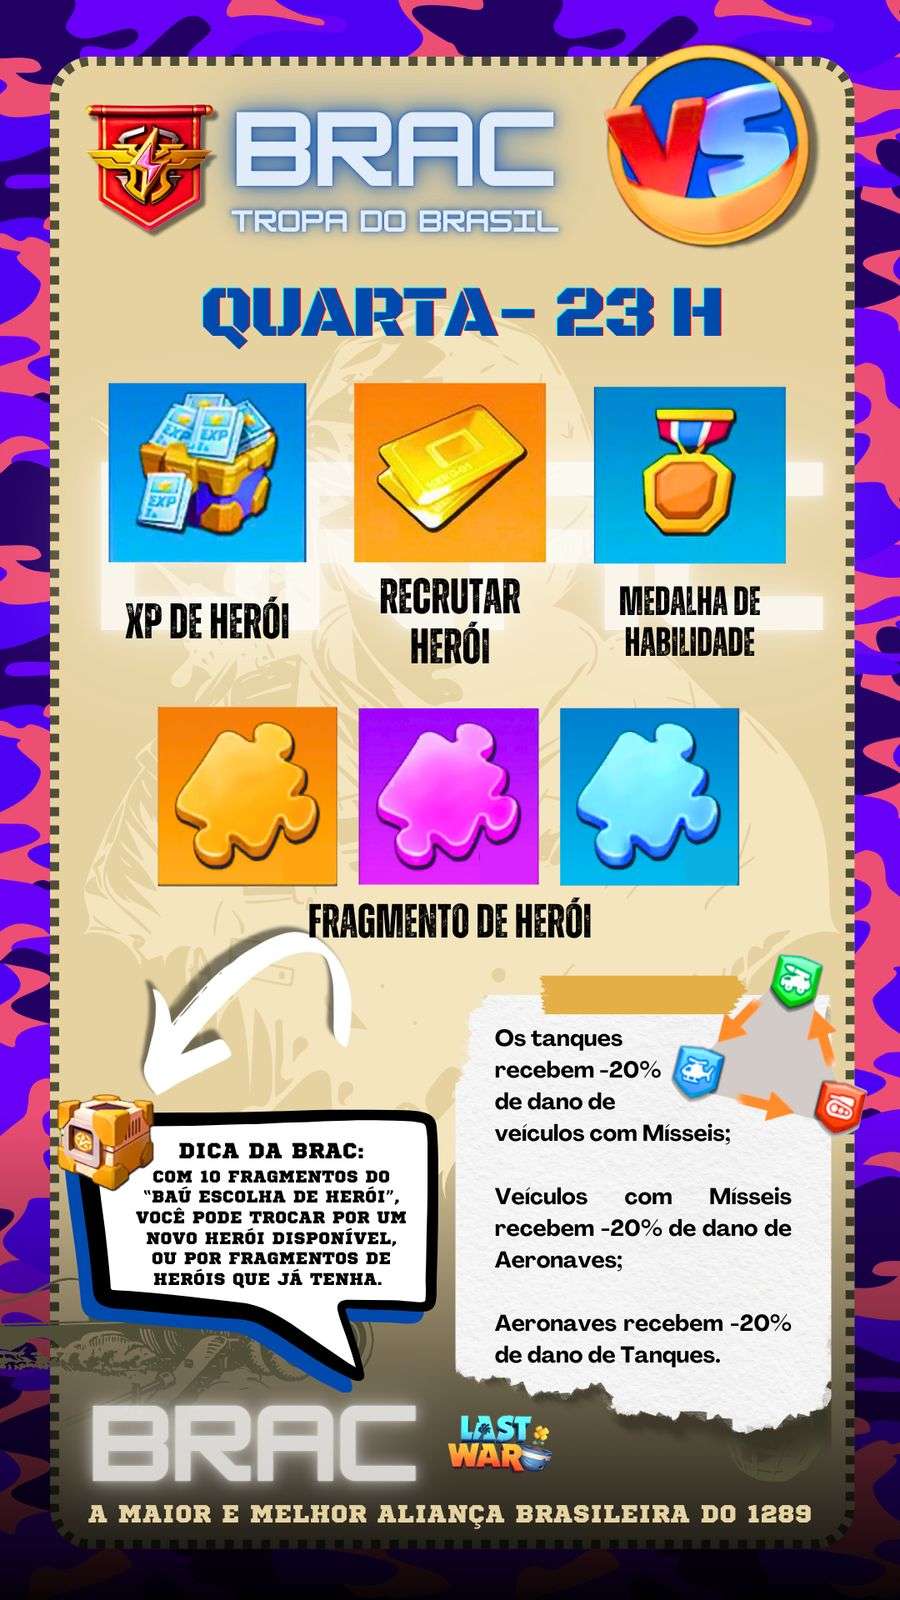 BRAC
TROPA DO BRASIL
VS
QUARTA- 23 H
EXP
EXP
EXP
XP DE HERÓI
RECRUTAR
HERÓI
MEDALHA DE
HABILIDADE
FRAGMENTO DE HERÓI
Os tanques
recebem -20%
de dano de
veículos com Mísseis;
Veículos com Mísseis
recebem -20% de dano de
Aeronaves;
Aeronaves recebem -20%
de dano de Tanques.
DICA DA BRAC:
COM 10 FRAGMENTOS DO
“BAÚ ESCOLHA DE HERÓI”,
VOCÊ PODE TROCAR POR UM
NOVO HERÓI DISPONÍVEL,
OU POR FRAGMENTOS DE
HERÓIS QUE JÁ TENHA.
BRAC
LAST
WAR
A MAIOR E MELHOR ALIANÇA BRASILEIRA DO 1289